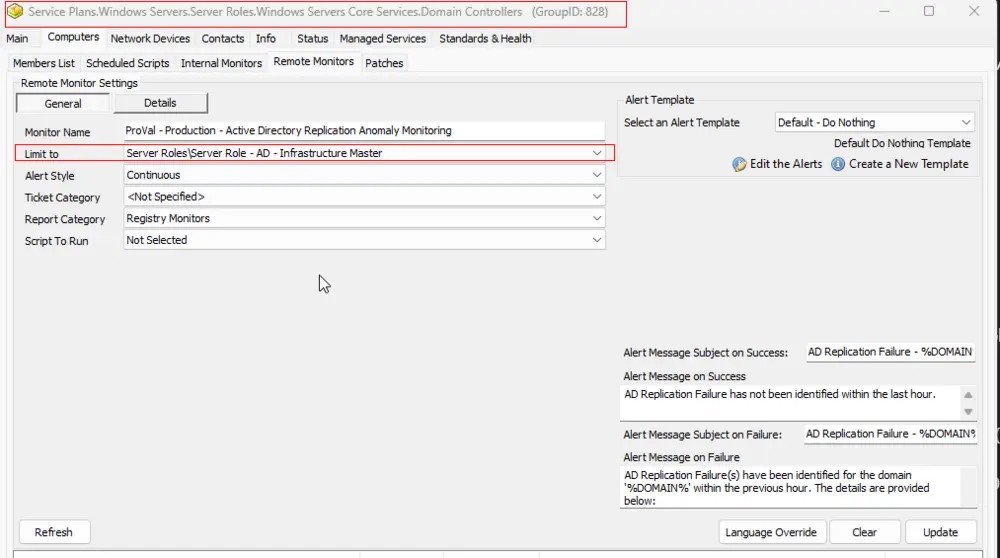 Service Plans.Windows Servers.Server Roles.Windows Servers Core Services.Domain Controllers (GroupID: 828)
Main Computers Network Devices Contacts Info Status Managed Services Standards & Health
Members List Scheduled Scripts Internal Monitors Remote Monitors Patches
Remote Monitor Settings
General Details
Monitor Name ProVal - Production - Active Directory Replication Anomaly Monitoring
Limit to Server Roles\Server Role - AD - Infrastructure Master
Alert Style Continuous
Ticket Category <Not Specified>
Report Category Registry Monitors
Script To Run Not Selected
Alert Template
Select an Alert Template Default - Do Nothing
Default Do Nothing Template
Edit the Alerts Create a New Template
Alert Message Subject on Success: AD Replication Failure - %DOMAIN
Alert Message on Success
AD Replication Failure has not been identified within the last hour.
Alert Message Subject on Failure: AD Replication Failure - %DOMAIN%
Alert Message on Failure
AD Replication Failure(s) have been identified for the domain
'%DOMAIN%' within the previous hour. The details are provided
below:
Refresh Language Override Clear Update